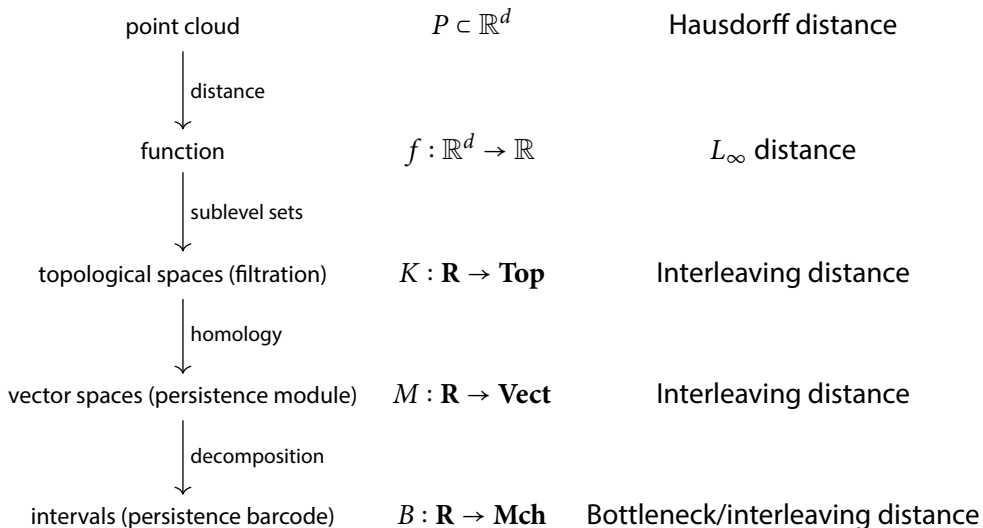 point cloud P ⊂ ℝ^d Hausdorff distance
distance
function f : ℝ^d → ℝ L_∞ distance
sublevel sets
topological spaces (filtration) K : R → Top Interleaving distance
homology
vector spaces (persistence module) M : R → Vect Interleaving distance
decomposition
intervals (persistence barcode) B : R → Mch Bottleneck/interleaving distance